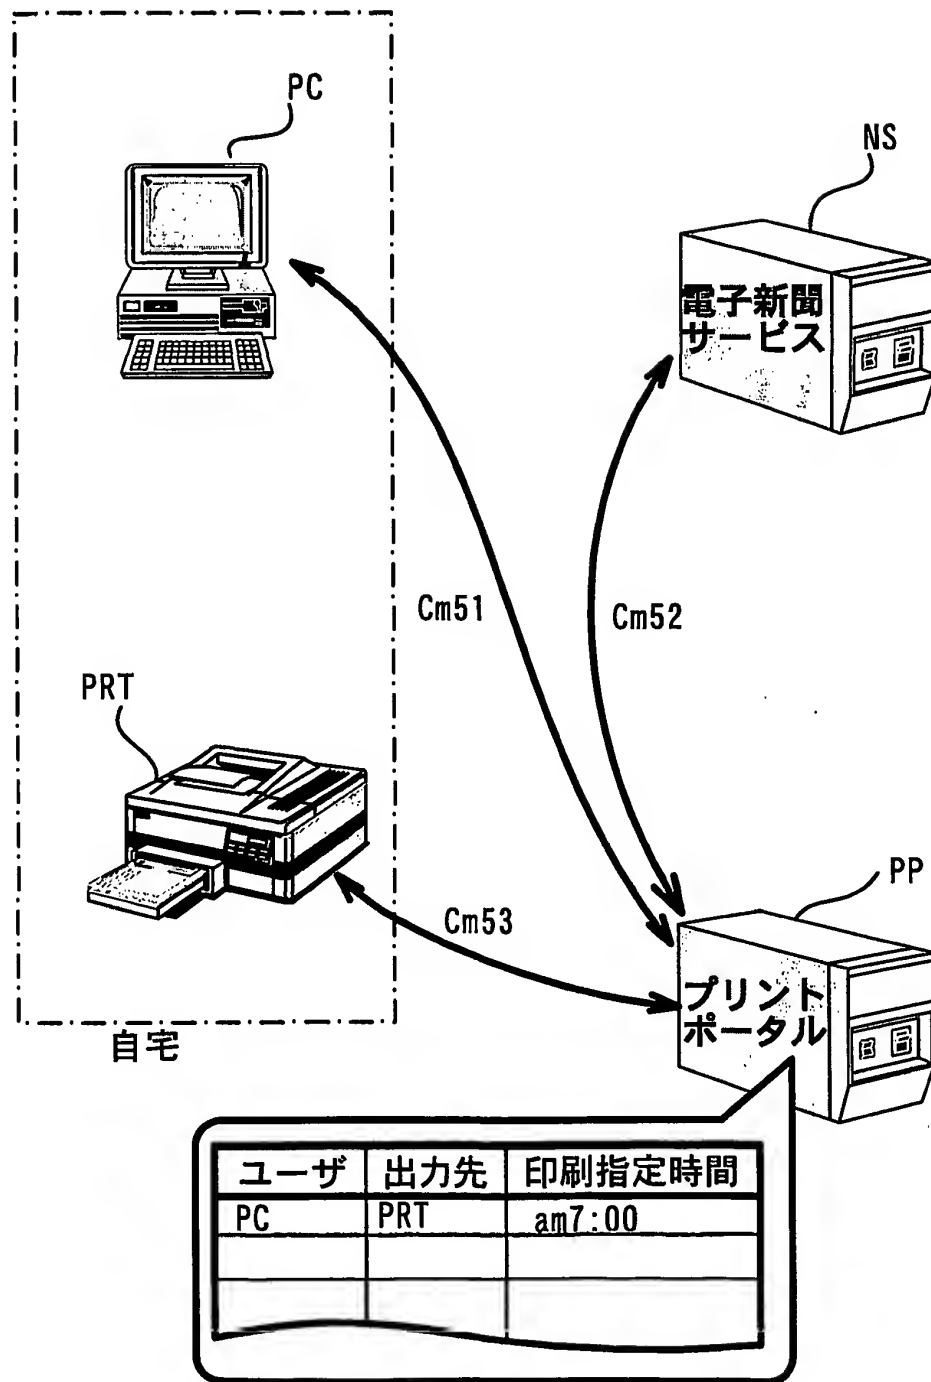 PC
NS
電子新聞
サービス
Cm51
Cm52
PRT
Cm53
PP
プリント
ポータル
自宅
ユーザ 出力先 印刷指定時間
PC PRT am7:00